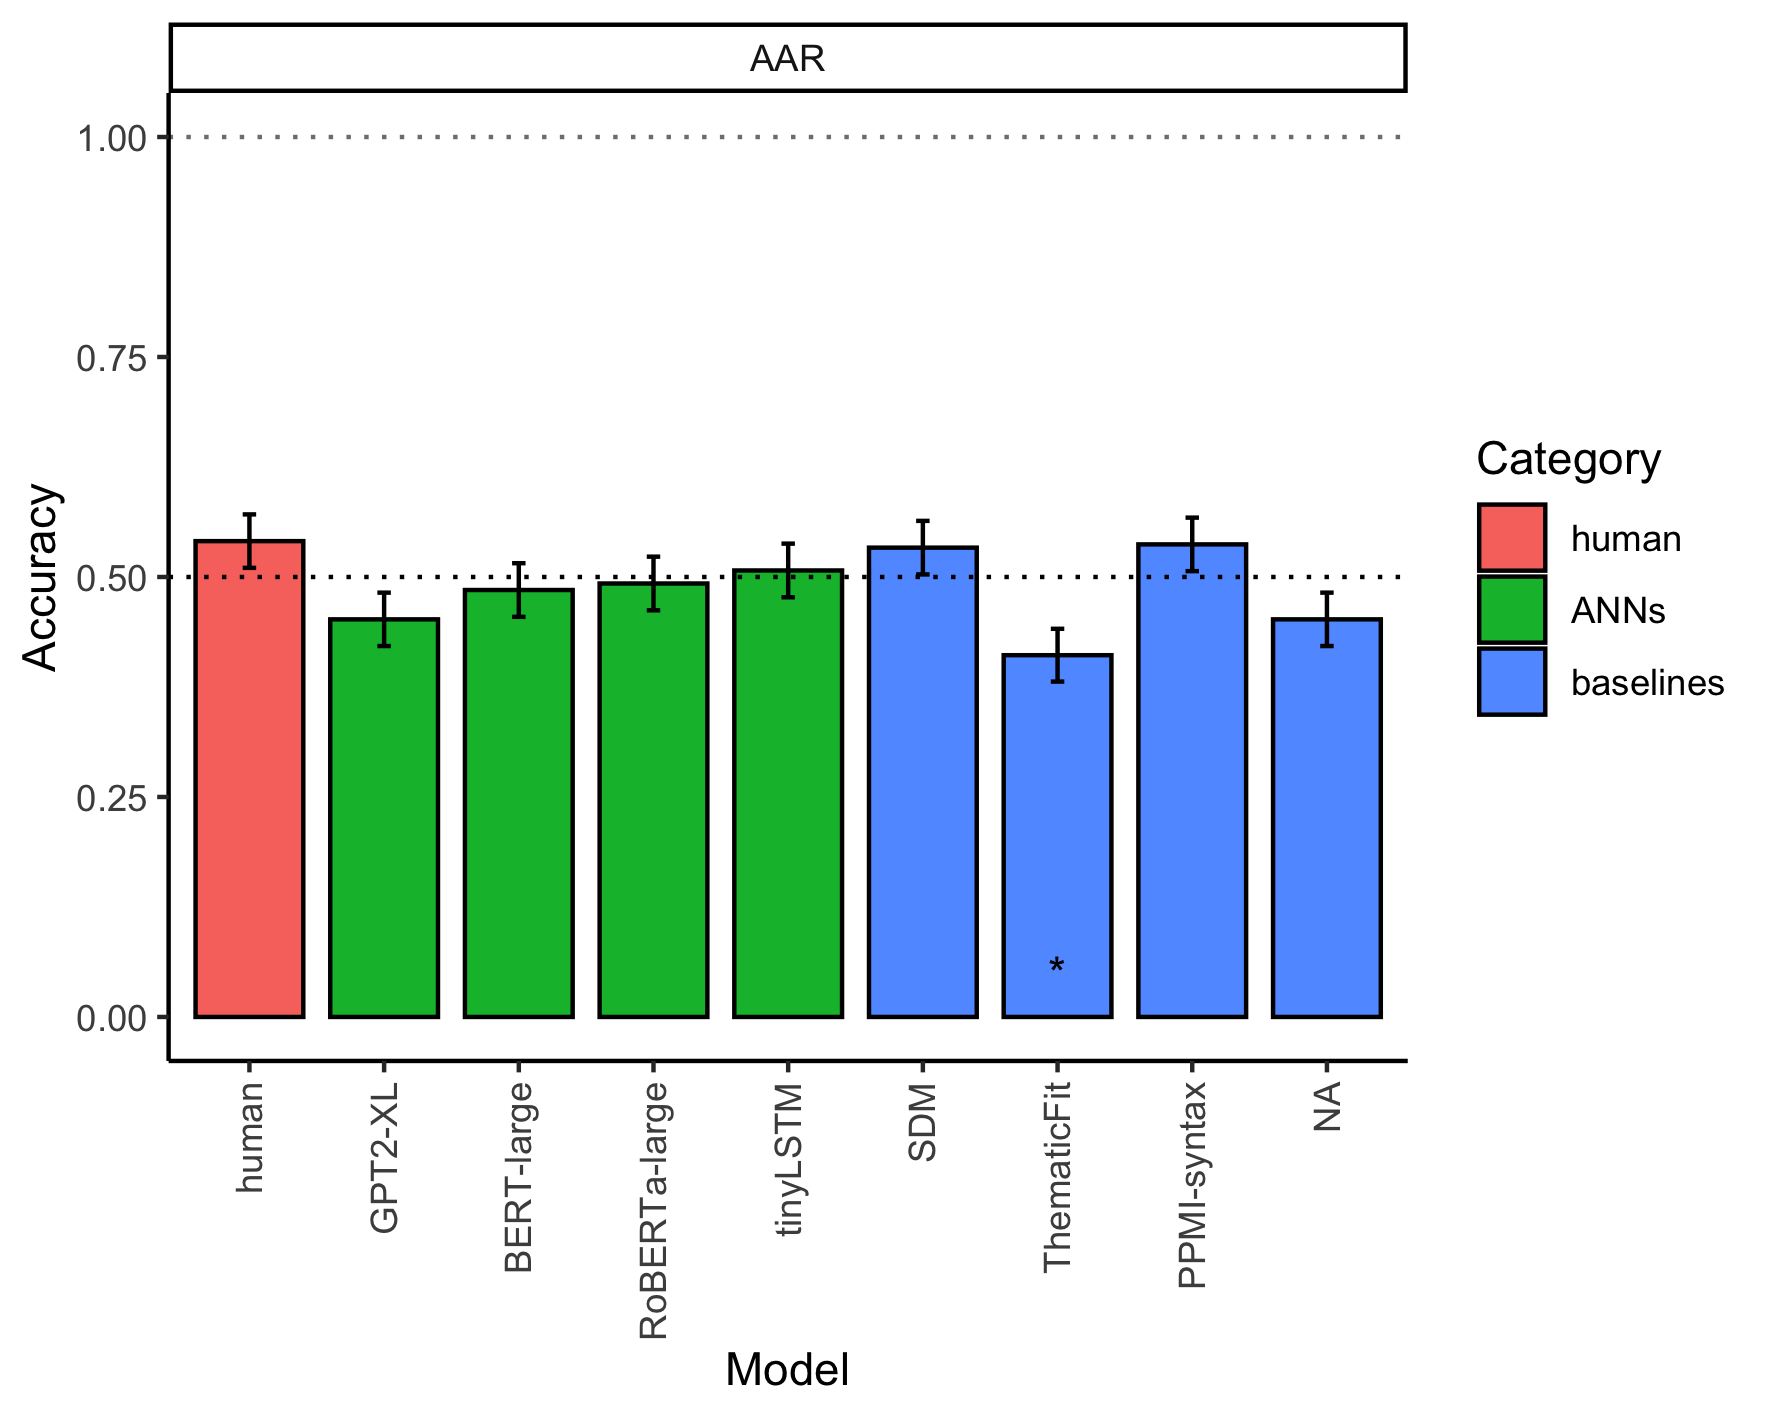 AAR
1.00
0.75
0.50
0.25
0.00
Accuracy
*
human
GPT2-XL
BERT-large
RoBERTa-large
tinyLSTM
SDM
ThematicFit
PPMI-syntax
NA
Model
Category
human
ANNs
baselines